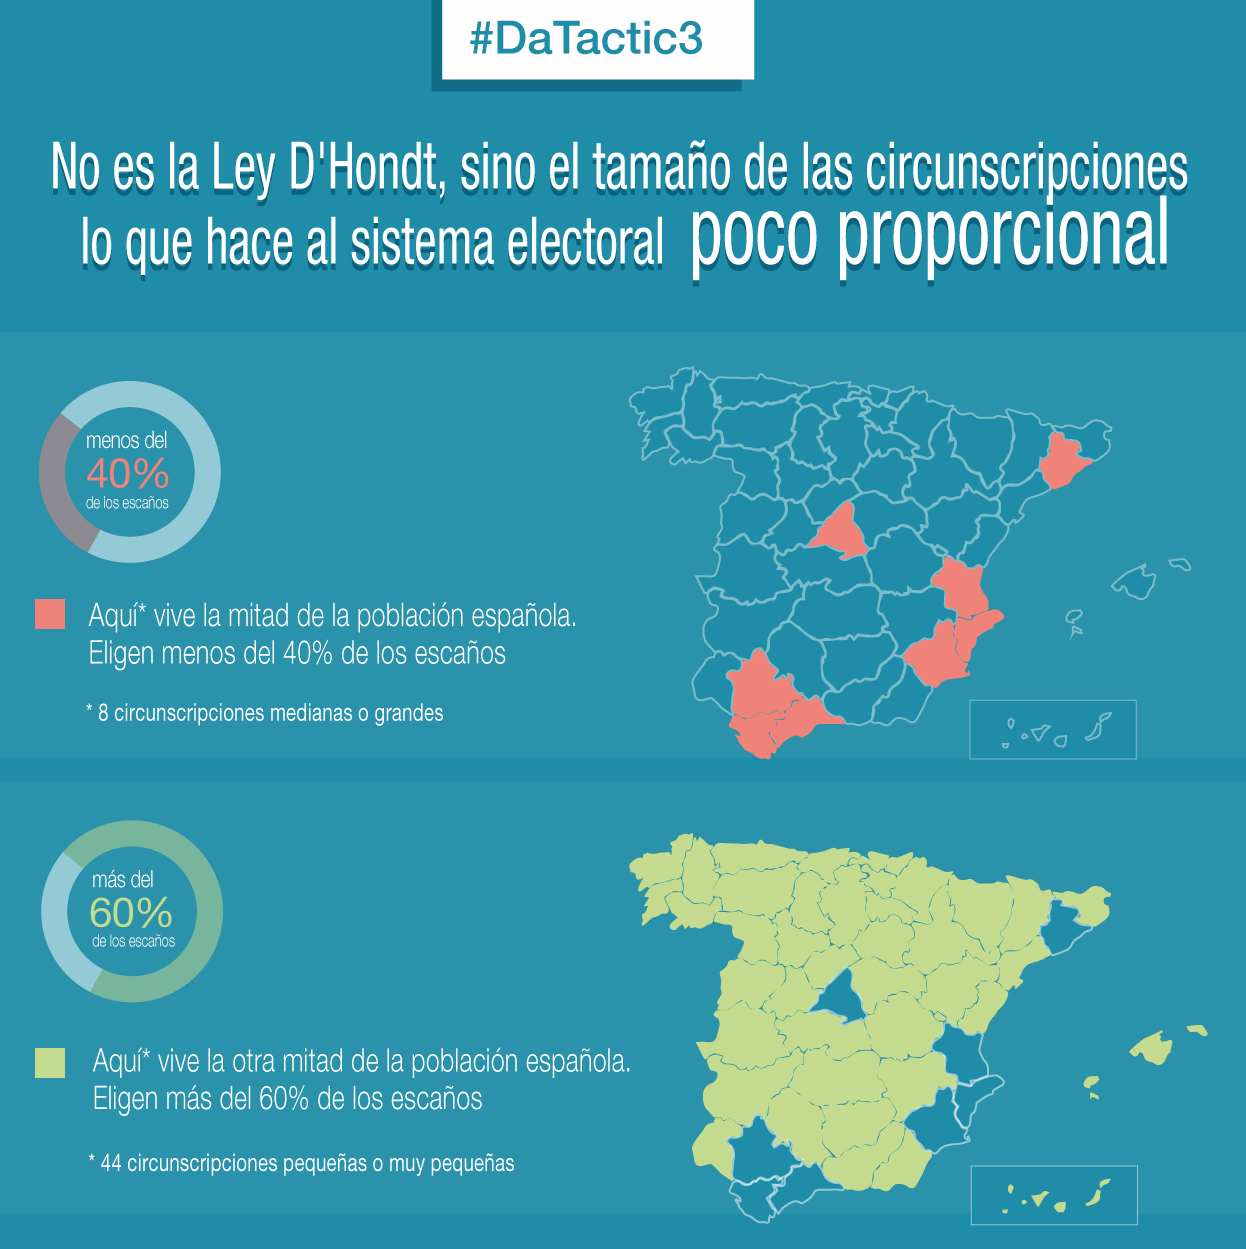 #DaTactic3
No es la Ley D'Hondt, sino el tamaño de las circunscripciones
lo que hace al sistema electoral poco proporcional
menos del
40%
de los escaños
Aquí* vive la mitad de la población española.
Eligen menos del 40% de los escaños
* 8 circunscripciones medianas o grandes
más del
60%
de los escaños
Aquí* vive la otra mitad de la población española.
Eligen más del 60% de los escaños
* 44 circunscripciones pequeñas o muy pequeñas